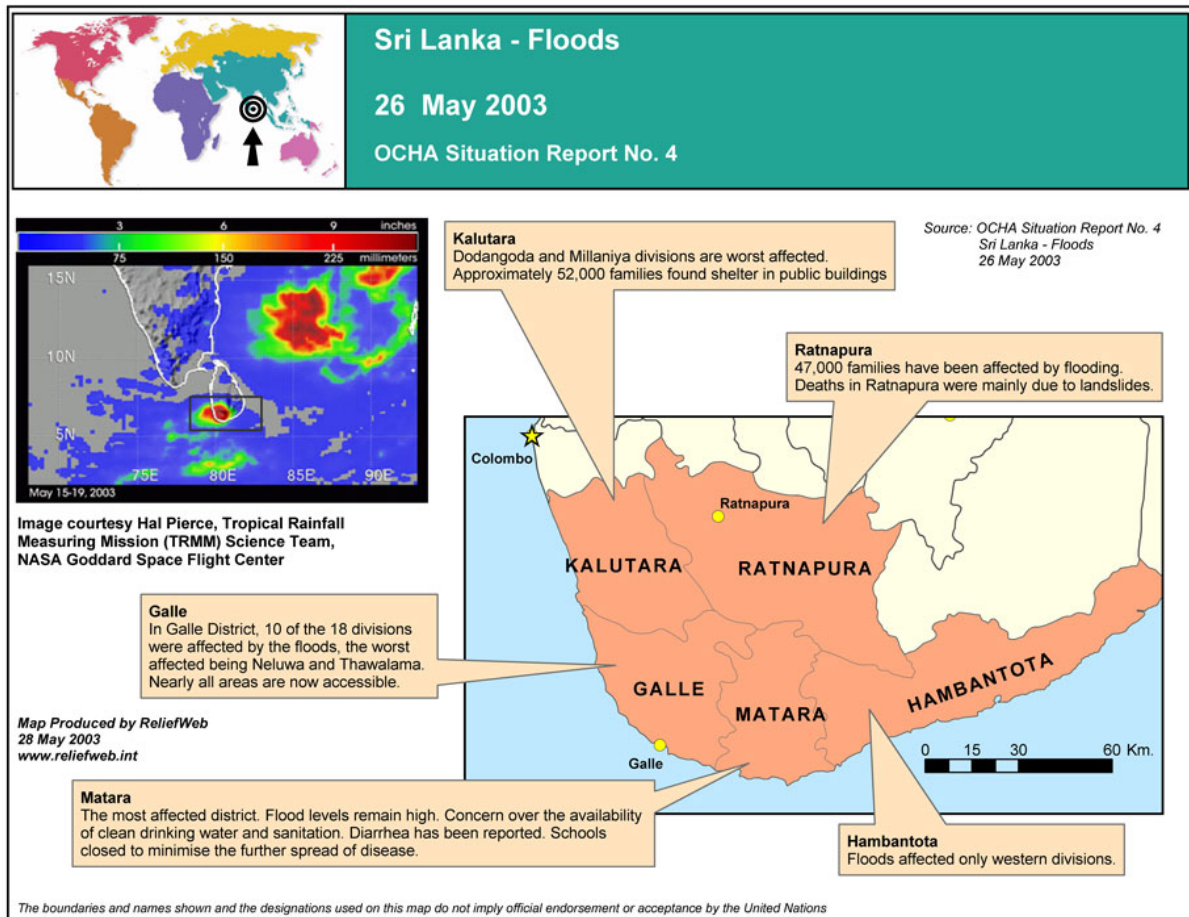 Sri Lanka - Floods
26 May 2003
OCHA Situation Report No. 4
3 6 9 inches
75 150 225 millimeters
15N
10N
5N
75E 80E 85E 90E
May 15-19, 2003
Image courtesy Hal Pierce, Tropical Rainfall
Measuring Mission (TRMM) Science Team,
NASA Goddard Space Flight Center
Kalutara
Dodangoda and Millaniya divisions are worst affected.
Approximately 52,000 families found shelter in public buildings
Source: OCHA Situation Report No. 4
Sri Lanka - Floods
26 May 2003
Ratnapura
47,000 families have been affected by flooding.
Deaths in Ratnapura were mainly due to landslides.
Colombo
Ratnapura
KALUTARA
RATNAPURA
GALLE
MATARA
HAMBANTOTA
Galle
0 15 30 60 Km.
Galle
In Galle District, 10 of the 18 divisions
were affected by the floods, the worst
affected being Neluwa and Thawalama.
Nearly all areas are now accessible.
Map Produced by ReliefWeb
28 May 2003
www.reliefweb.int
Matara
The most affected district. Flood levels remain high. Concern over the availability
of clean drinking water and sanitation. Diarrhea has been reported. Schools
closed to minimise the further spread of disease.
Hambantota
Floods affected only western divisions.
The boundaries and names shown and the designations used on this map do not imply official endorsement or acceptance by the United Nations